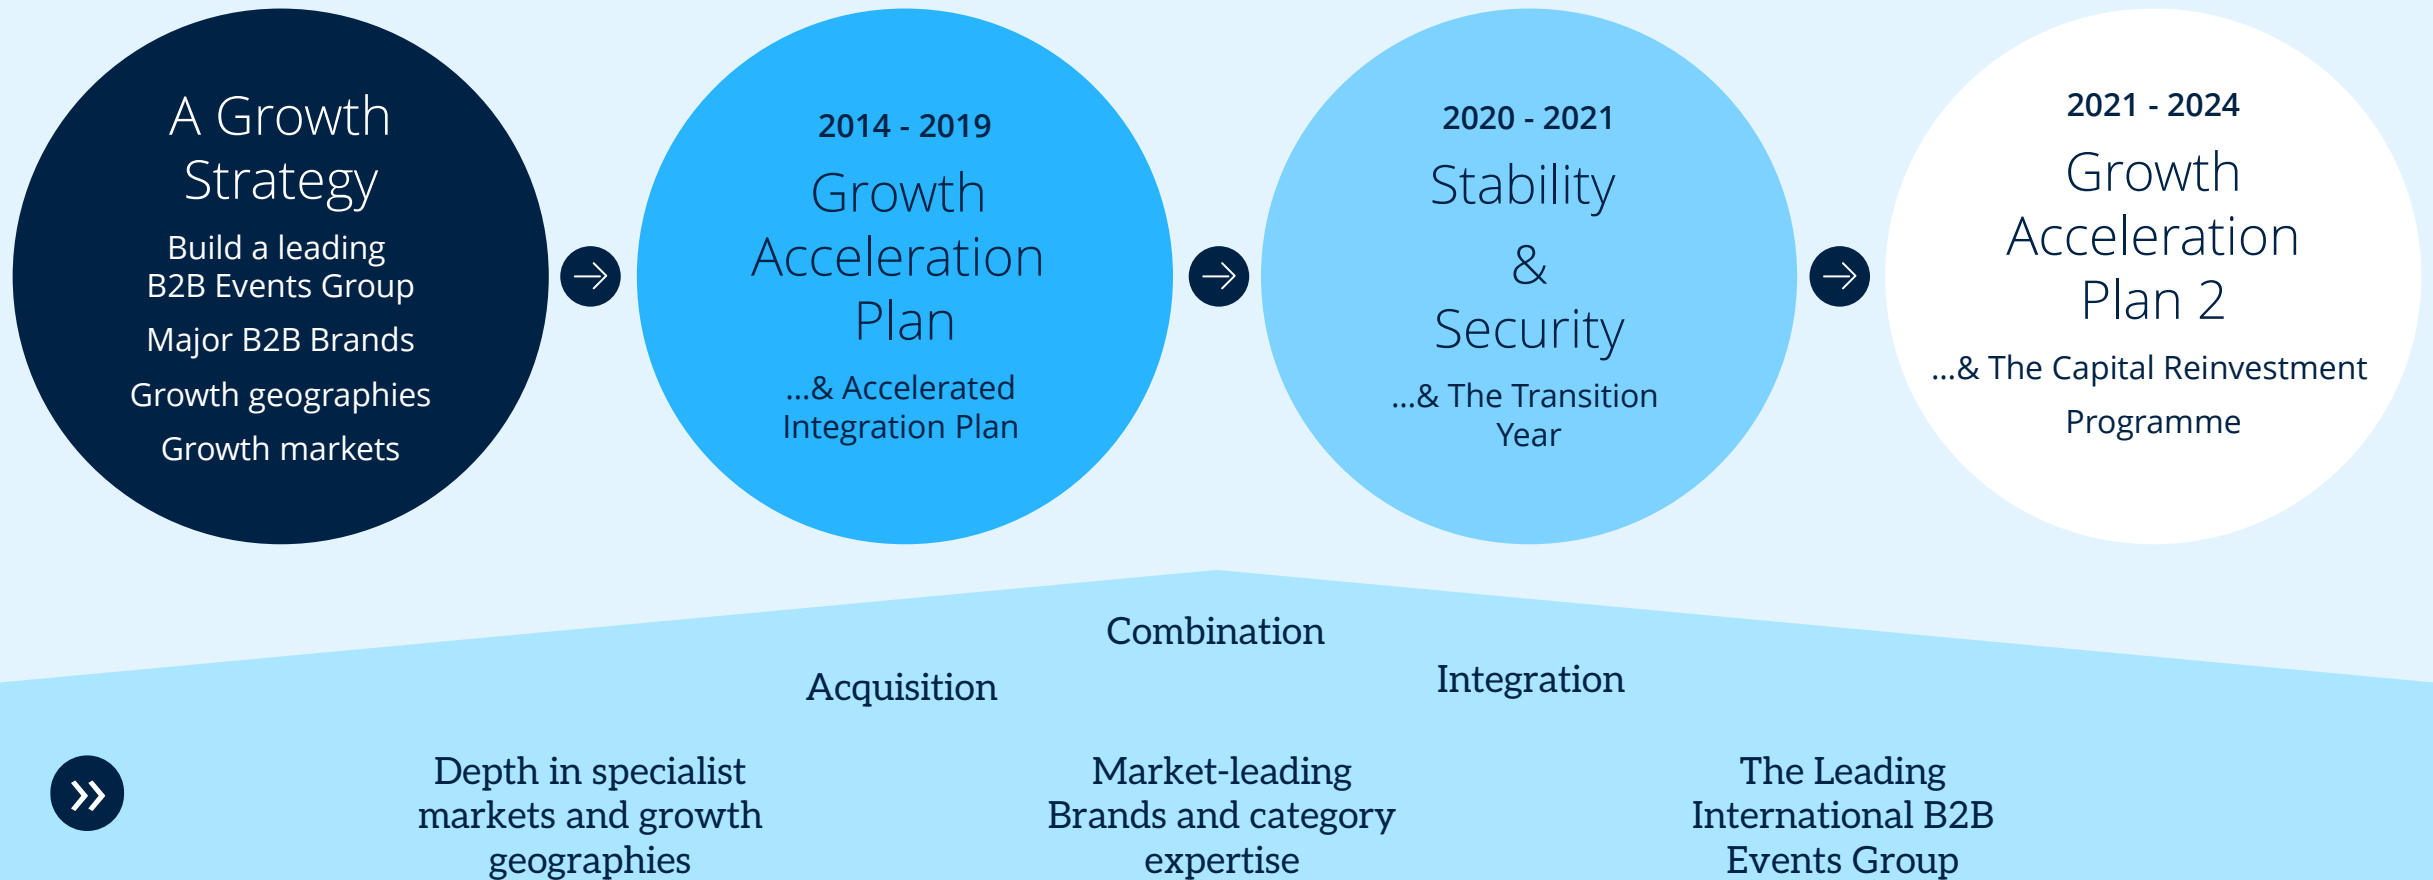 A Growth
Strategy
Build a leading
B2B Events Group
Major B2B Brands
Growth geographies
Growth markets
2014 - 2019
Growth
Acceleration
Plan
...& Accelerated
Integration Plan
2020 - 2021
Stability
&
Security
...& The Transition
Year
2021 - 2024
Growth
Acceleration
Plan 2
...& The Capital Reinvestment
Programme
Combination
Acquisition
Integration
Depth in specialist
markets and growth
geographies
Market-leading
Brands and category
expertise
The Leading
International B2B
Events Group